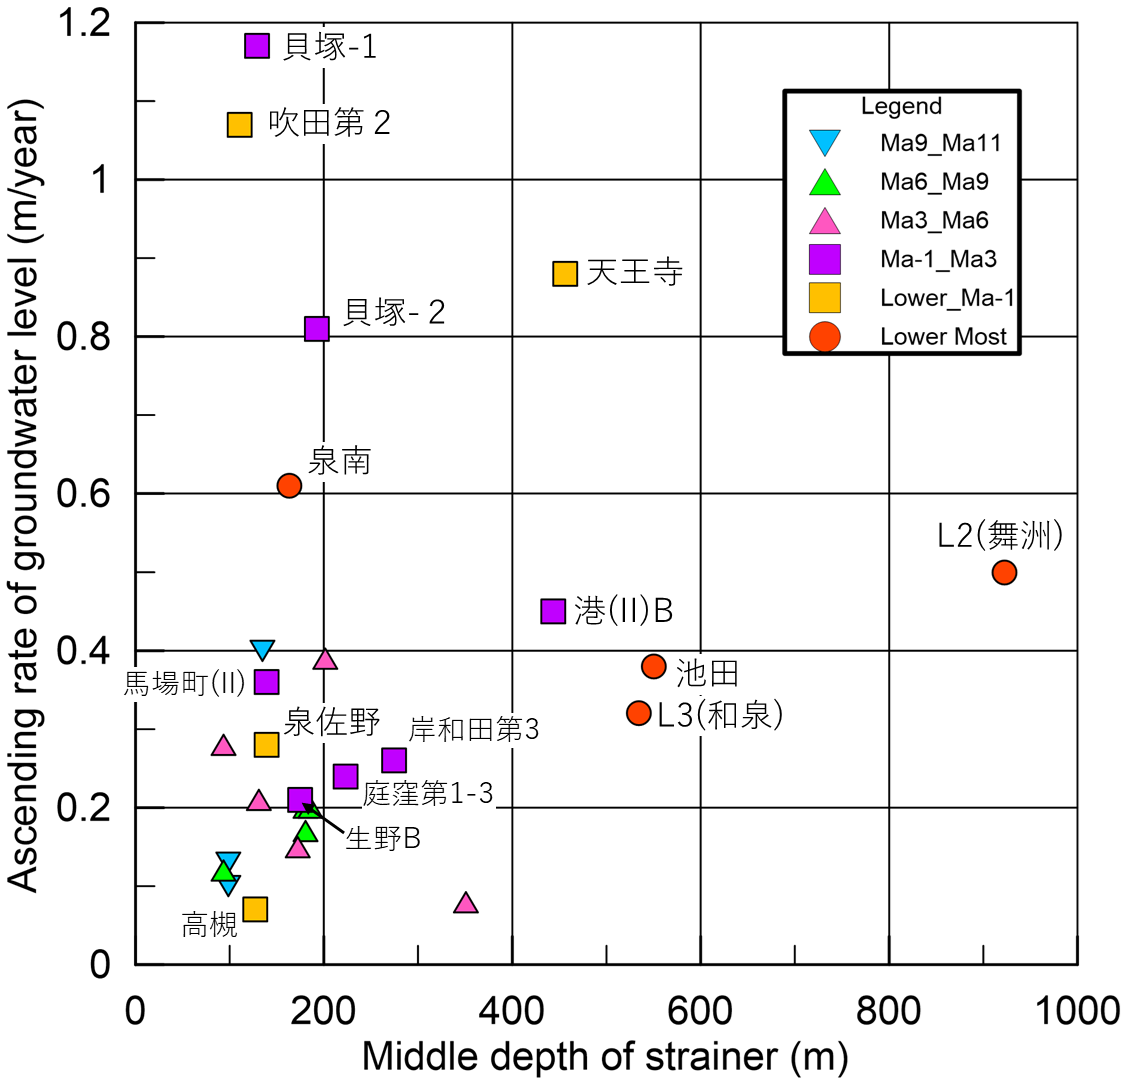 1.2
1
0.8
0.6
0.4
0.2
0
Ascending rate of groundwater level (m/year)
貝塚-1
吹田第２
天王寺
貝塚-２
泉南
L2(舞洲)
港(II)B
池田
L3(和泉)
馬場町(II)
泉佐野
岸和田第3
庭窪第1-3
生野B
高槻
Legend
Ma9_Ma11
Ma6_Ma9
Ma3_Ma6
Ma-1_Ma3
Lower_Ma-1
Lower Most
0 200 400 600 800 1000
Middle depth of strainer (m)